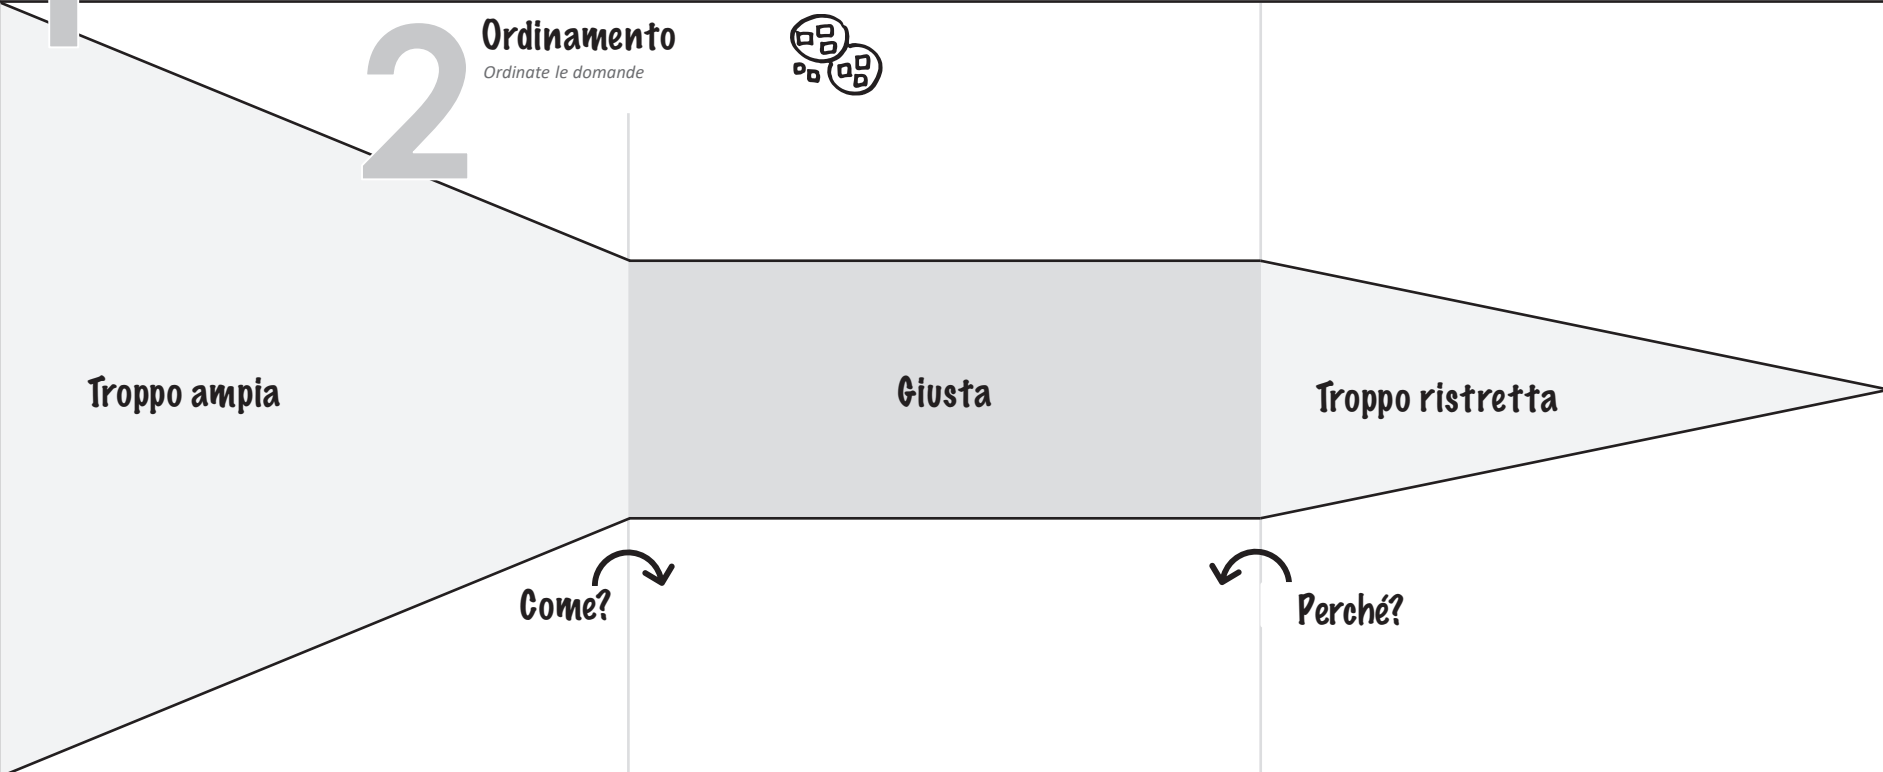 2
Ordinamento
Ordinate le domande
Troppo ampia
Giusta
Troppo ristretta
Come?
Perché?